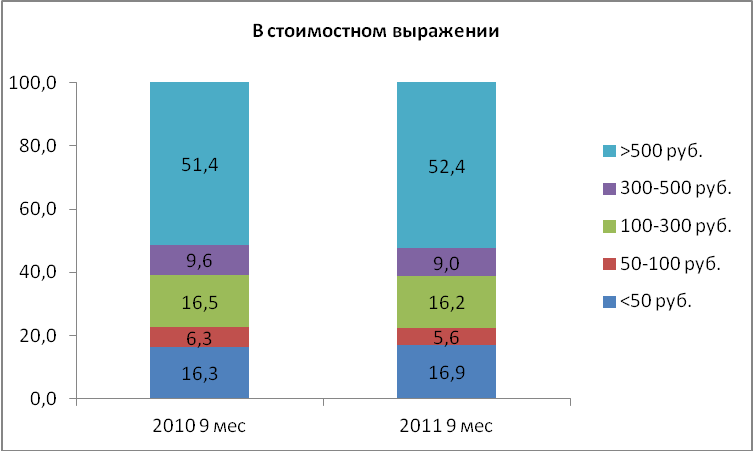 В стоимостном выражении
100,0
80,0
60,0
40,0
20,0
0,0
51,4
9,6
16,5
6,3
16,3
52,4
9,0
16,2
5,6
16,9
2010 9 мес
2011 9 мес
>500 руб.
300-500 руб.
100-300 руб.
50-100 руб.
<50 руб.